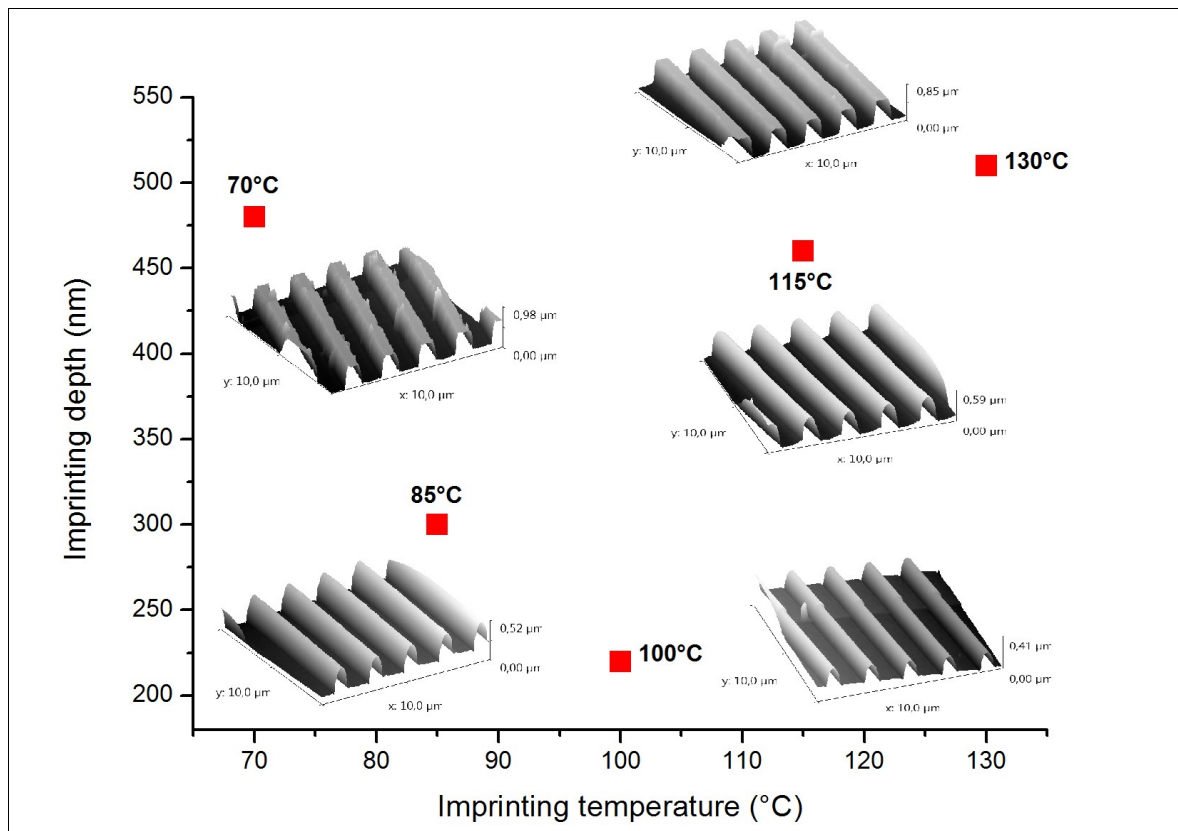 0,85 µm
0,00 µm
y: 10,0 µm
x: 10,0 µm
550
500
450
400
350
300
250
200
Imprinting depth (nm)
70°C
130°C
115°C
0,98 µm
0,00 µm
y: 10,0 µm
x: 10,0 µm
0,59 µm
0,00 µm
y: 10,0 µm
x: 10,0 µm
85°C
0,52 µm
0,00 µm
y: 10,0 µm
x: 10,0 µm
100°C
0,41 µm
0,00 µm
y: 10,0 µm
x: 10,0 µm
70 80 90 100 110 120 130
Imprinting temperature (°C)